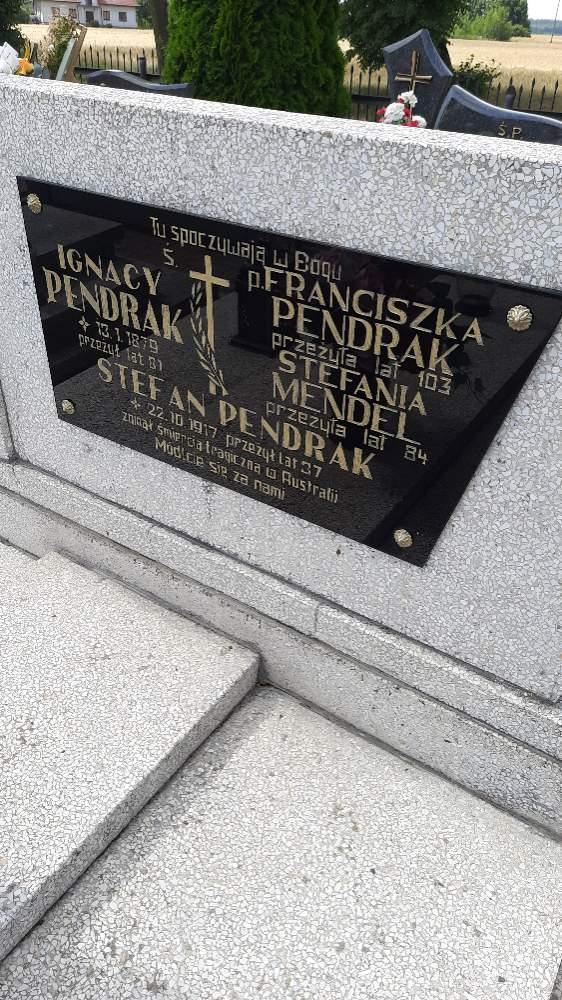 Tu spoczywają w Bogu
Ś. P.
IGNACY
PENDRAK
+ 13.1.1879
przeżył lat 81
FRANCISZKA
PENDRAK
przeżyła lat 103
STEFANIA
MENDEL
przeżyła lat 84
STEFAN PENDRAK
+ 22.10.1917 przeżył lat 37
zginął śmiercią tragiczną w Australii
Módlcie się za nami
Ś.P.